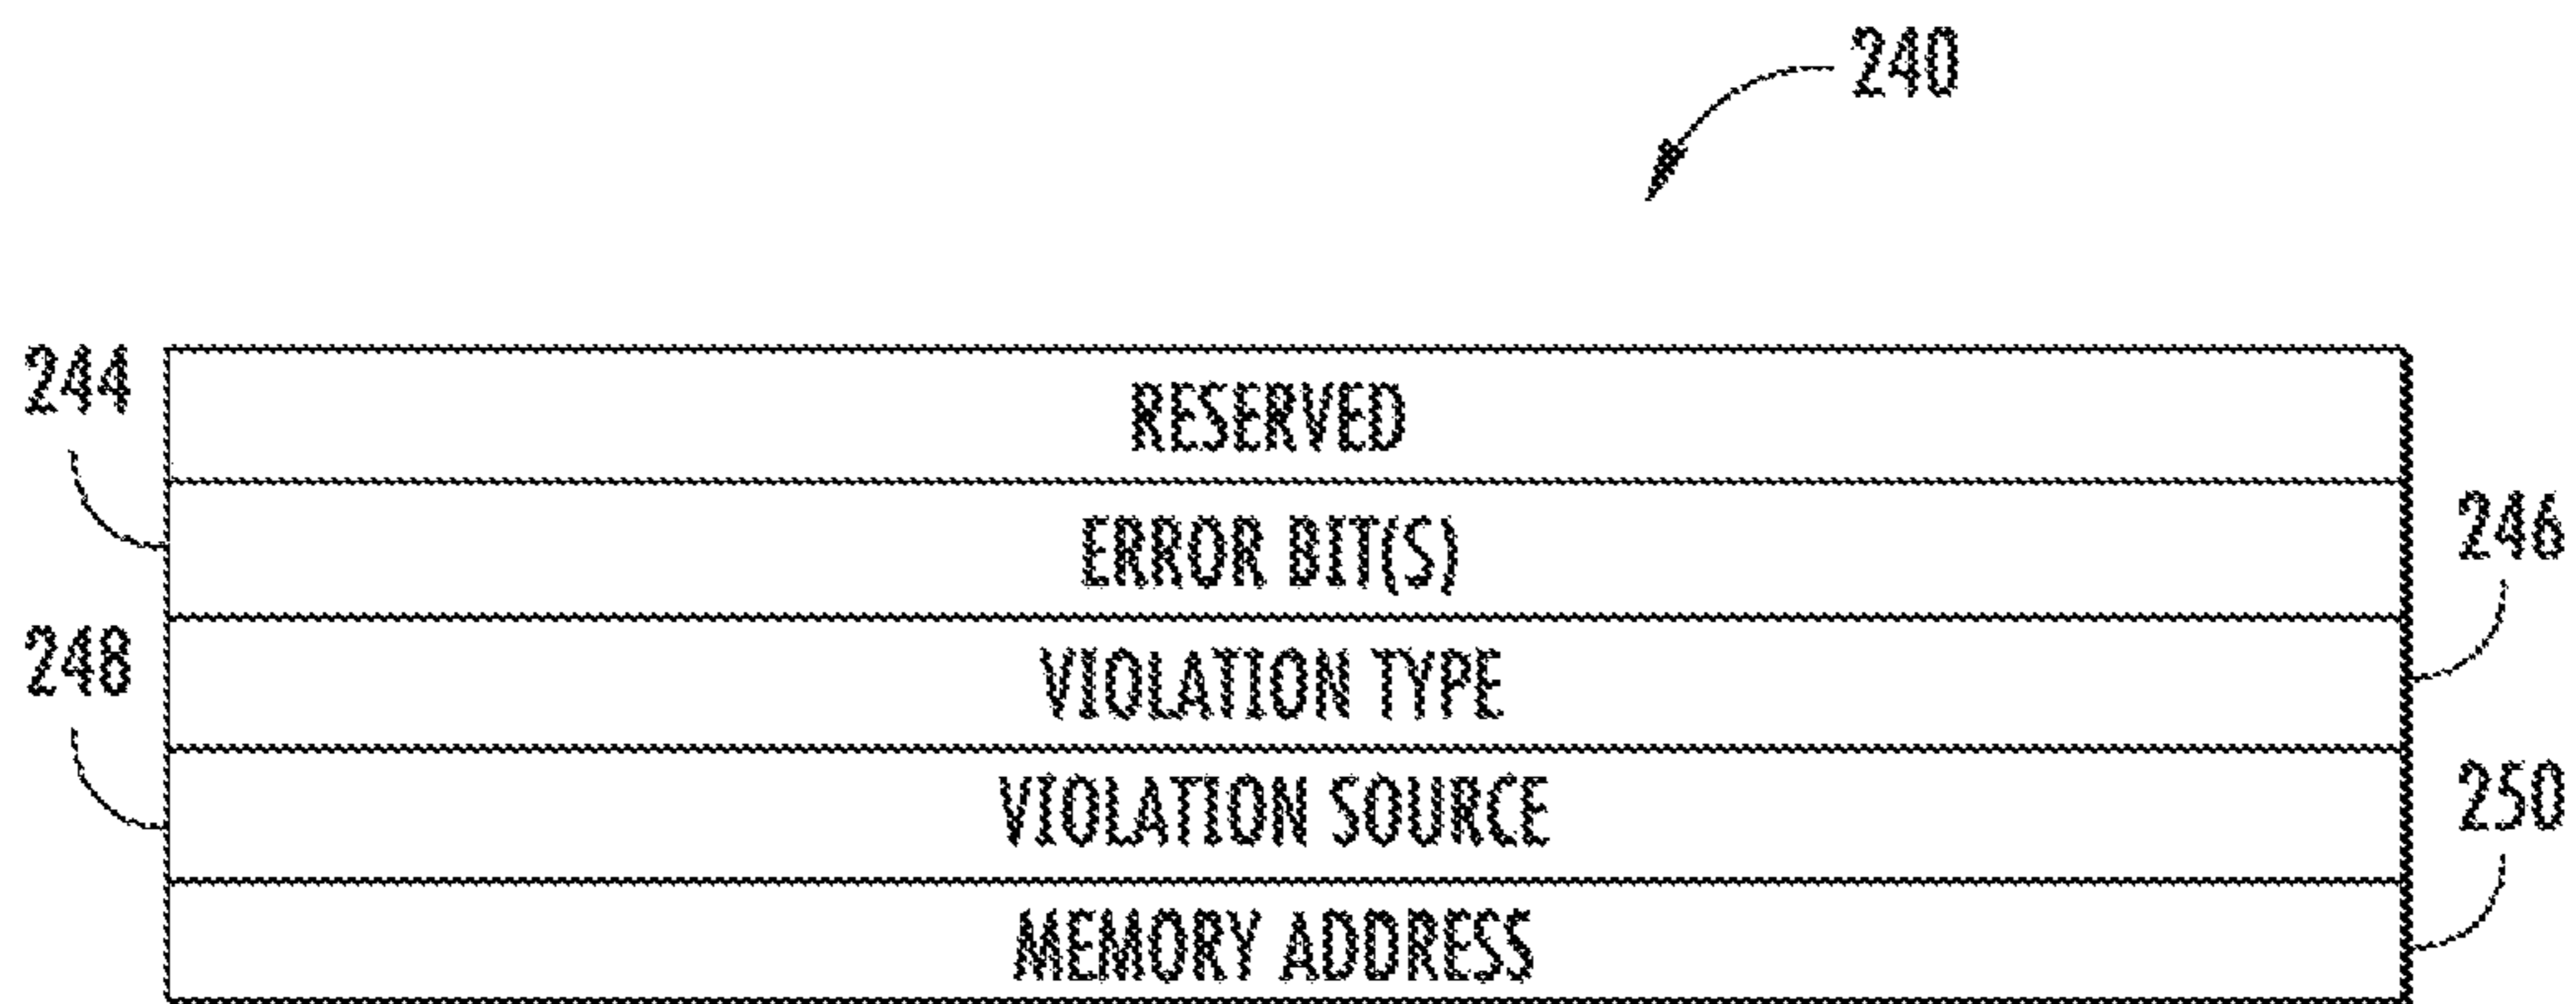 240
244
RESERVED
ERROR BIT(S)
246
248
VIOLATION TYPE
VIOLATION SOURCE
250
MEMORY ADDRESS